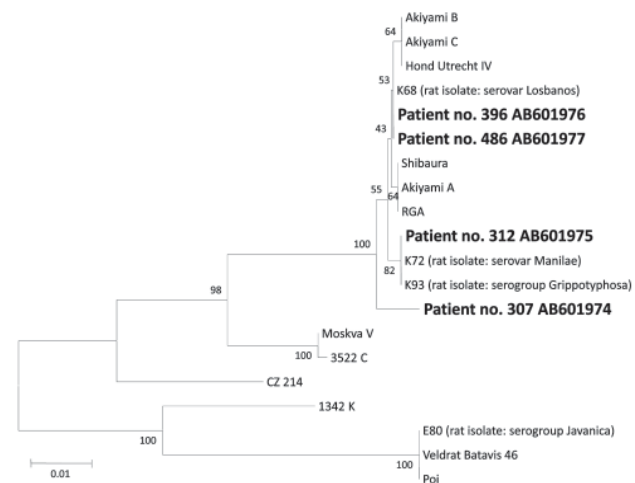 Akiyami B
64
Akiyami C
Hond Utrecht IV
53
K68 (rat isolate: serovar Losbanos)
Patient no. 396 AB601976
43
Patient no. 486 AB601977
Shibaura
55
Akiyami A
64
RGA
Patient no. 312 AB601975
100
K72 (rat isolate: serovar Manilae)
82
K93 (rat isolate: serogroup Grippotyphosa)
98
Patient no. 307 AB601974
Moskva V
100
3522 C
CZ 214
1342 K
100
E80 (rat isolate: serogroup Javanica)
Veldrat Batavis 46
0.01
100
Poi